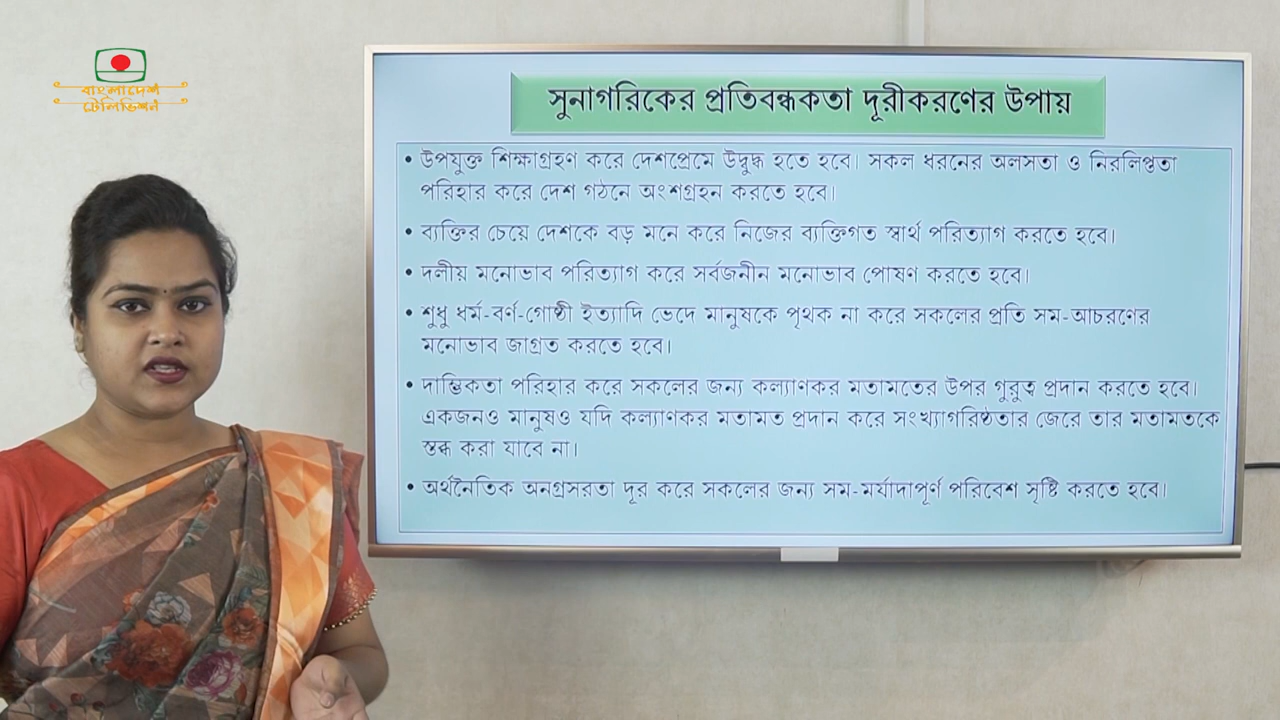 বাংলাদেশ
টেলিভিশন
সুনাগরিকের প্রতিবন্ধকতা দূরীকরণের উপায়
• উপযুক্ত শিক্ষাগ্রহণ করে দেশপ্রেমে উদ্বুদ্ধ হতে হবে। সকল ধরনের অলসতা ও নিরলিপ্ততা
পরিহার করে দেশ গঠনে অংশগ্রহন করতে হবে।
• ব্যক্তির চেয়ে দেশকে বড় মনে করে নিজের ব্যক্তিগত স্বার্থ পরিত্যাগ করতে হবে।
• দলীয় মনোভাব পরিত্যাগ করে সর্বজনীন মনোভাব পোষণ করতে হবে।
• শুধু ধর্ম-বর্ণ-গোষ্ঠী ইত্যাদি ভেদে মানুষকে পৃথক না করে সকলের প্রতি সম-আচরণের
মনোভাব জাগ্রত করতে হবে।
• দাম্ভিকতা পরিহার করে সকলের জন্য কল্যাণকর মতামতের উপর গুরুত্ব প্রদান করতে হবে।
একজনও মানুষও যদি কল্যাণকর মতামত প্রদান করে সংখ্যাগরিষ্ঠতার জেরে তার মতামতকে
স্তব্ধ করা যাবে না।
• অর্থনৈতিক অনগ্রসরতা দূর করে সকলের জন্য সম-মর্যাদাপূর্ণ পরিবেশ সৃষ্টি করতে হবে।